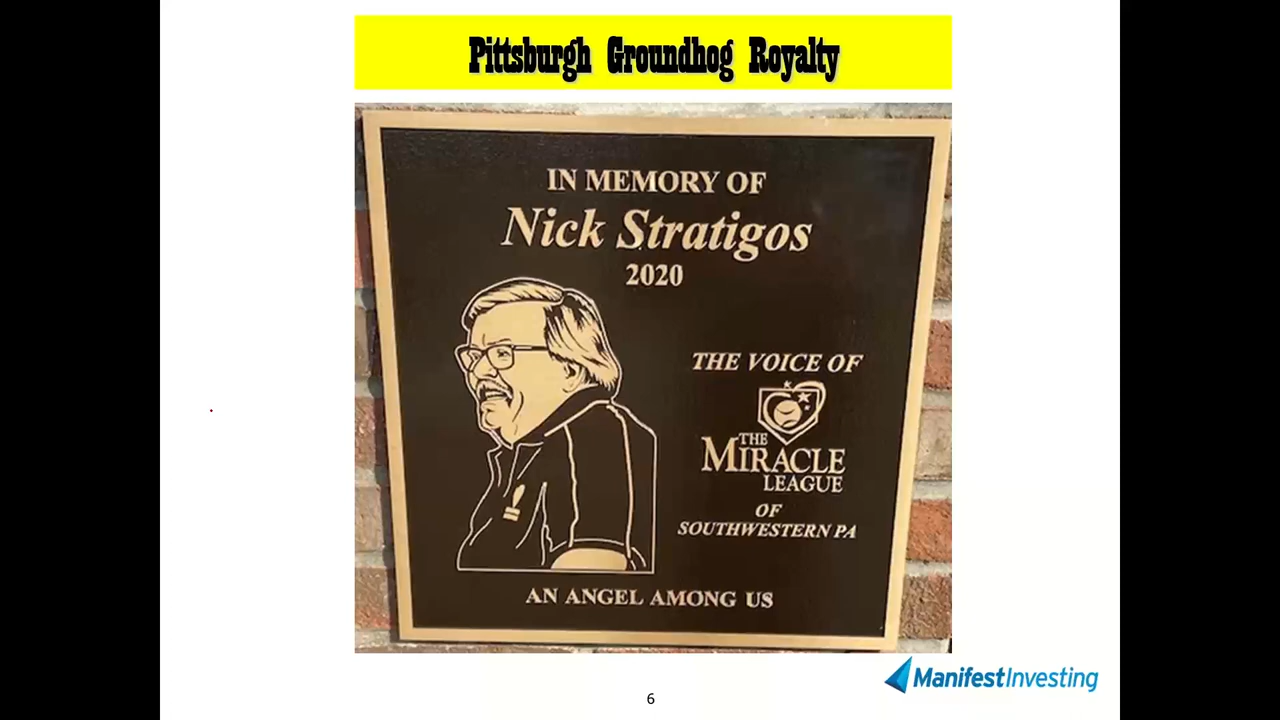 Pittsburgh Groundhog Royalty
IN MEMORY OF
Nick Stratigos
2020
THE VOICE OF
THE
MIRACLE
LEAGUE
OF
SOUTHWESTERN PA
AN ANGEL AMONG US
ManifestInvesting
6